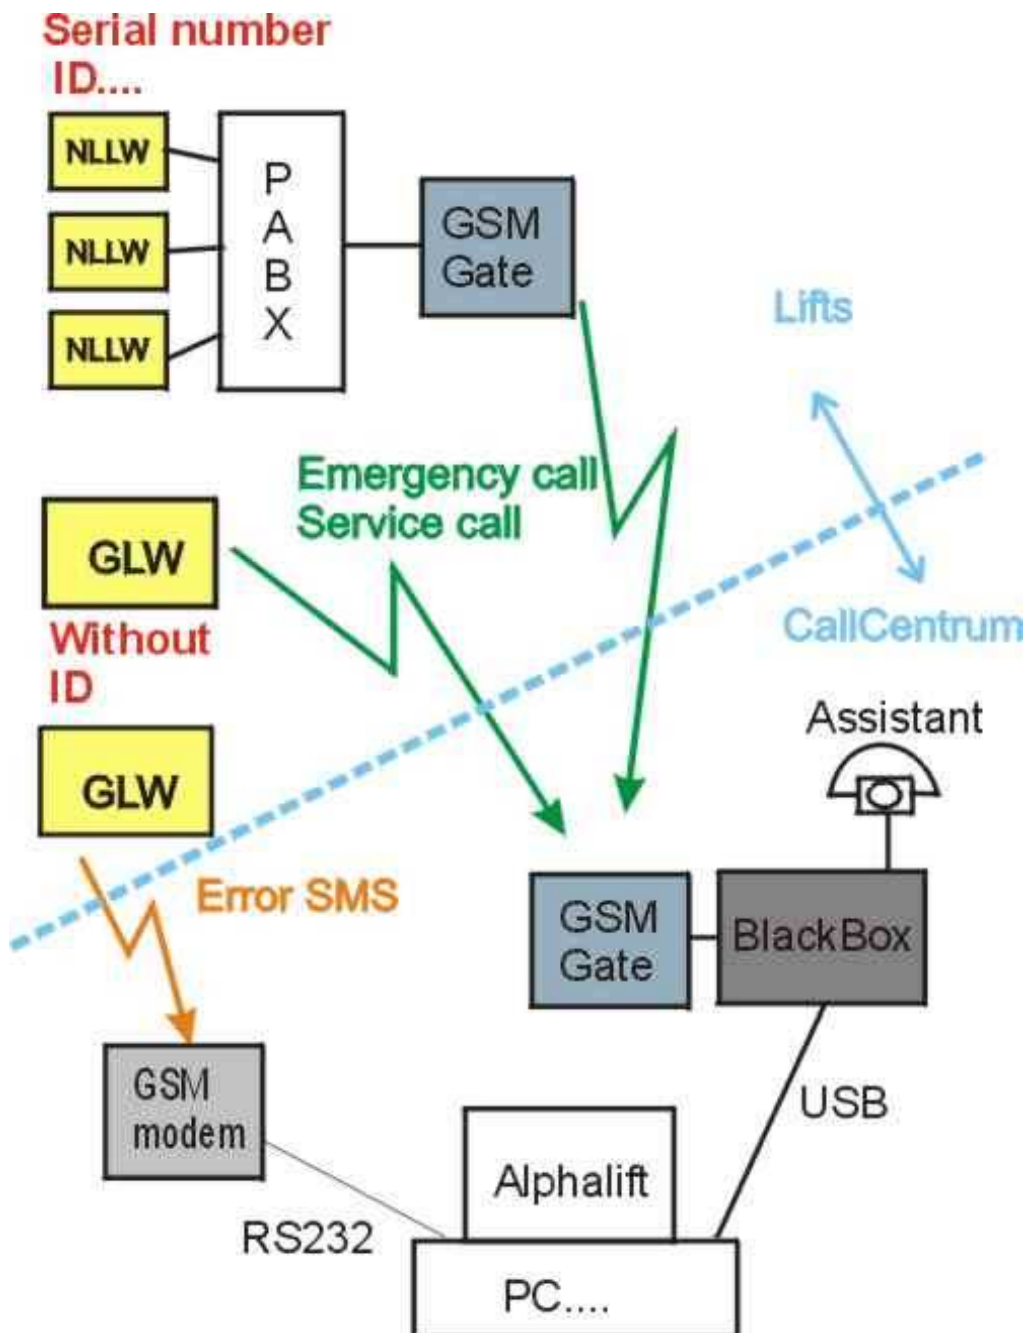 Serial number
ID....
NLLW
NLLW
NLLW
P
A
B
X
GSM
Gate
Lifts
Emergency call
Service call
GLW
Without
ID
CallCentrum
Assistant
GLW
Error SMS
GSM
Gate
BlackBox
GSM
modem
USB
Alphalift
RS232
PC....